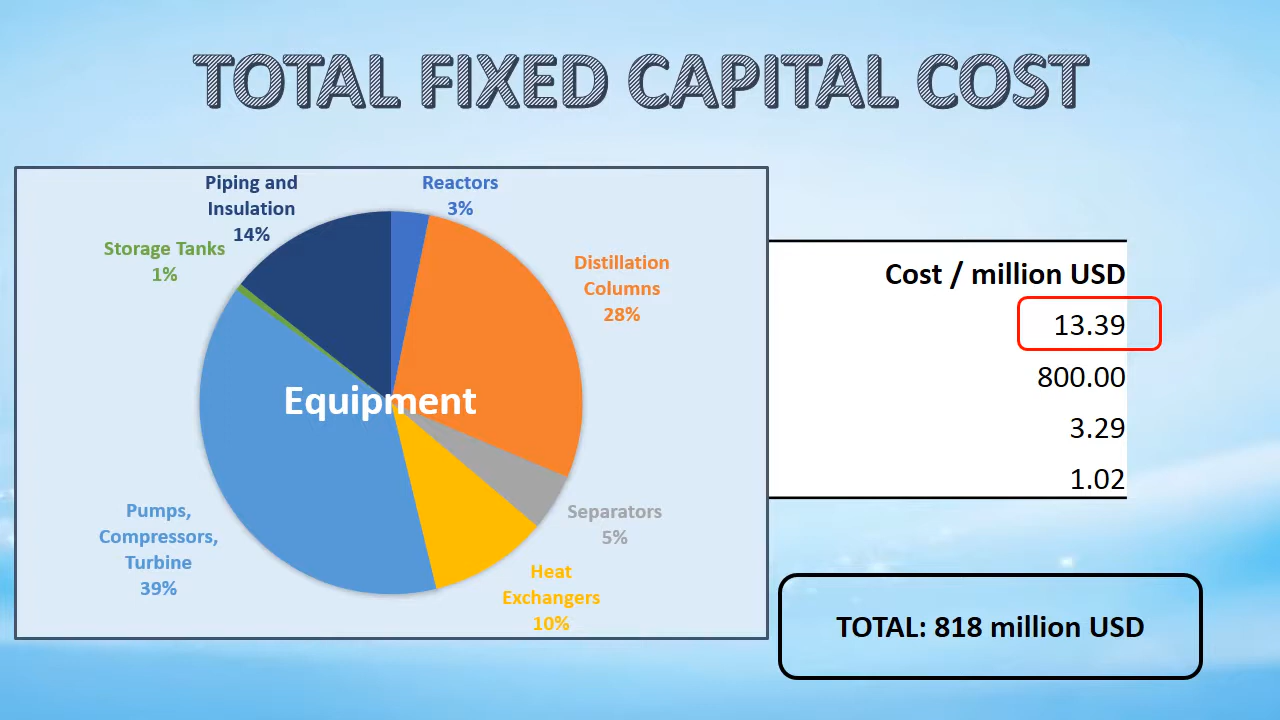 TOTAL FIXED CAPITAL COST
Piping and
Insulation
14%
Reactors
3%
Storage Tanks
1%
Distillation
Columns
28%
Equipment
Pumps,
Compressors,
Turbine
39%
Separators
5%
Heat
Exchangers
10%
Cost / million USD
13.39
800.00
3.29
1.02
TOTAL: 818 million USD